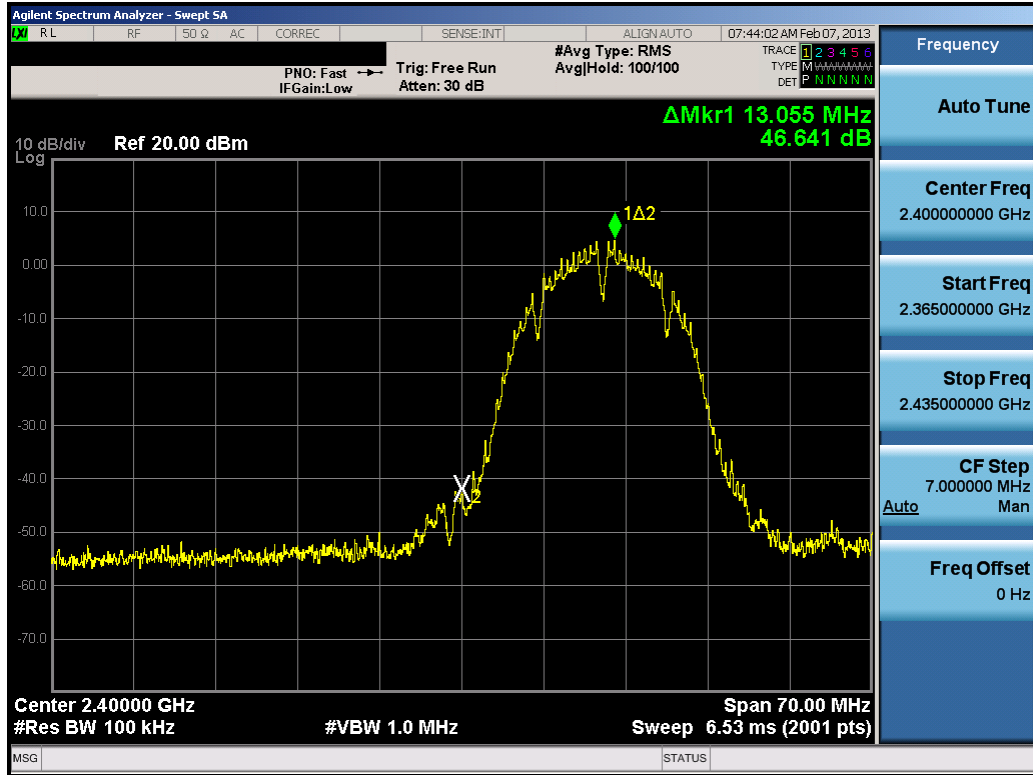 Agilent Spectrum Analyzer - Swept SA
LXI RL RF 50 Ω AC CORREC SENSE:INT ALIGN AUTO 07:44:02 AM Feb 07, 2013
Frequency
PNO: Fast
IFGain:Low
Trig: Free Run
Atten: 30 dB
#Avg Type: RMS
Avg|Hold: 100/100
TRACE 1 2 3 4 5 6
TYPE M
DET P N N N N N
Auto Tune
ΔMkr1 13.055 MHz
46.641 dB
10 dB/div Ref 20.00 dBm
Log
Center Freq
2.400000000 GHz
10.0
1Δ2
0.00
Start Freq
2.365000000 GHz
-10.0
-20.0
Stop Freq
2.435000000 GHz
-30.0
-40.0
X2
CF Step
7.000000 MHz
Auto Man
-50.0
Freq Offset
0 Hz
-60.0
-70.0
Center 2.40000 GHz Span 70.00 MHz
#Res BW 100 kHz #VBW 1.0 MHz Sweep 6.53 ms (2001 pts)
MSG STATUS